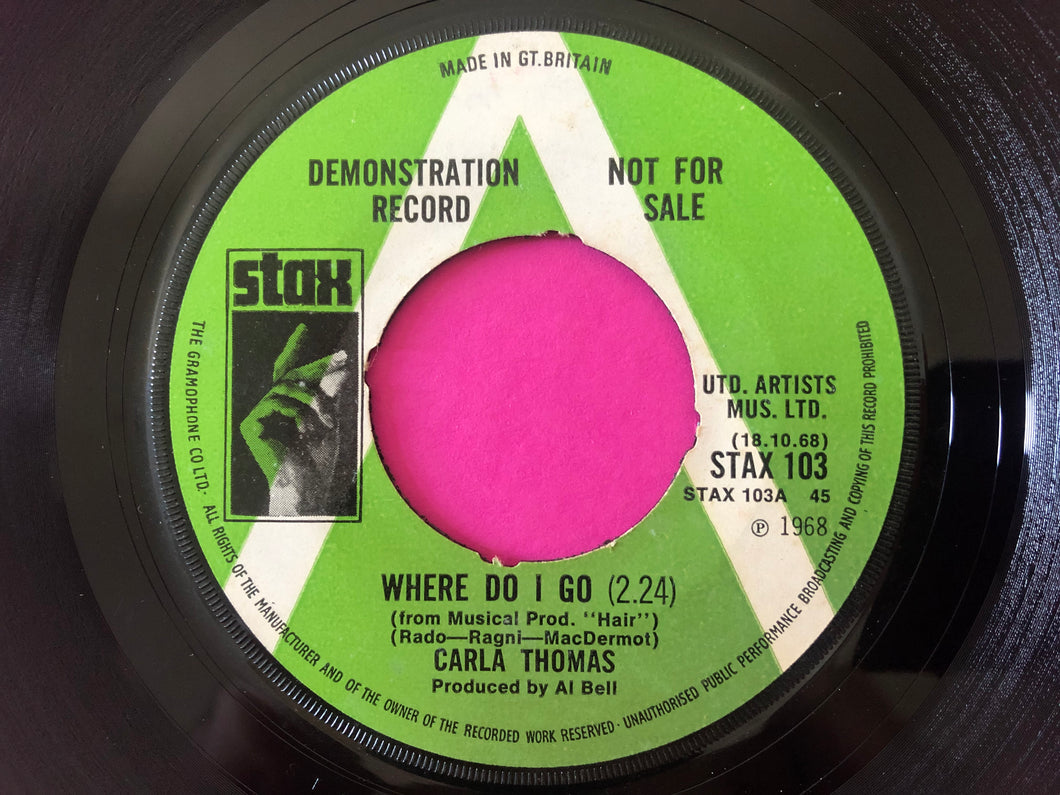 MADE IN GT. BRITAIN
DEMONSTRATION
RECORD
NOT FOR
SALE
stax
UTD. ARTISTS
MUS. LTD.
(18.10.68)
STAX 103
STAX 103A 45
℗ 1968
WHERE DO I GO (2.24)
(from Musical Prod. "Hair")
(Rado—Ragni—MacDermot)
CARLA THOMAS
Produced by Al Bell
THE GRAMOPHONE CO LTD. · ALL RIGHTS OF THE MANUFACTURER AND OF THE OWNER OF THE RECORDED WORK RESERVED · UNAUTHORISED PUBLIC PERFORMANCE BROADCASTING AND COPYING OF THIS RECORD PROHIBITED